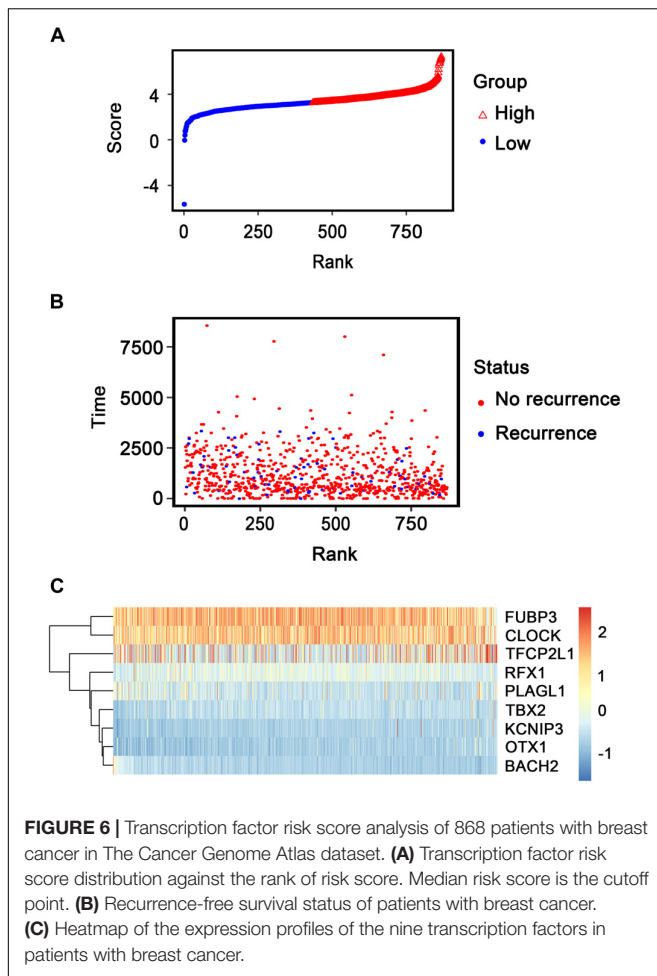 A
4
0
-4
Score
0 250 500 750
Rank
Group
High
Low
B
7500
5000
2500
0
Time
0 250 500 750
Rank
Status
No recurrence
Recurrence
C
FUBP3
CLOCK
TFCP2L1
RFX1
PLAGL1
TBX2
KCNIP3
OTX1
BACH2
2
1
0
-1
FIGURE 6 | Transcription factor risk score analysis of 868 patients with breast
cancer in The Cancer Genome Atlas dataset. (A) Transcription factor risk
score distribution against the rank of risk score. Median risk score is the cutoff
point. (B) Recurrence-free survival status of patients with breast cancer.
(C) Heatmap of the expression profiles of the nine transcription factors in
patients with breast cancer.